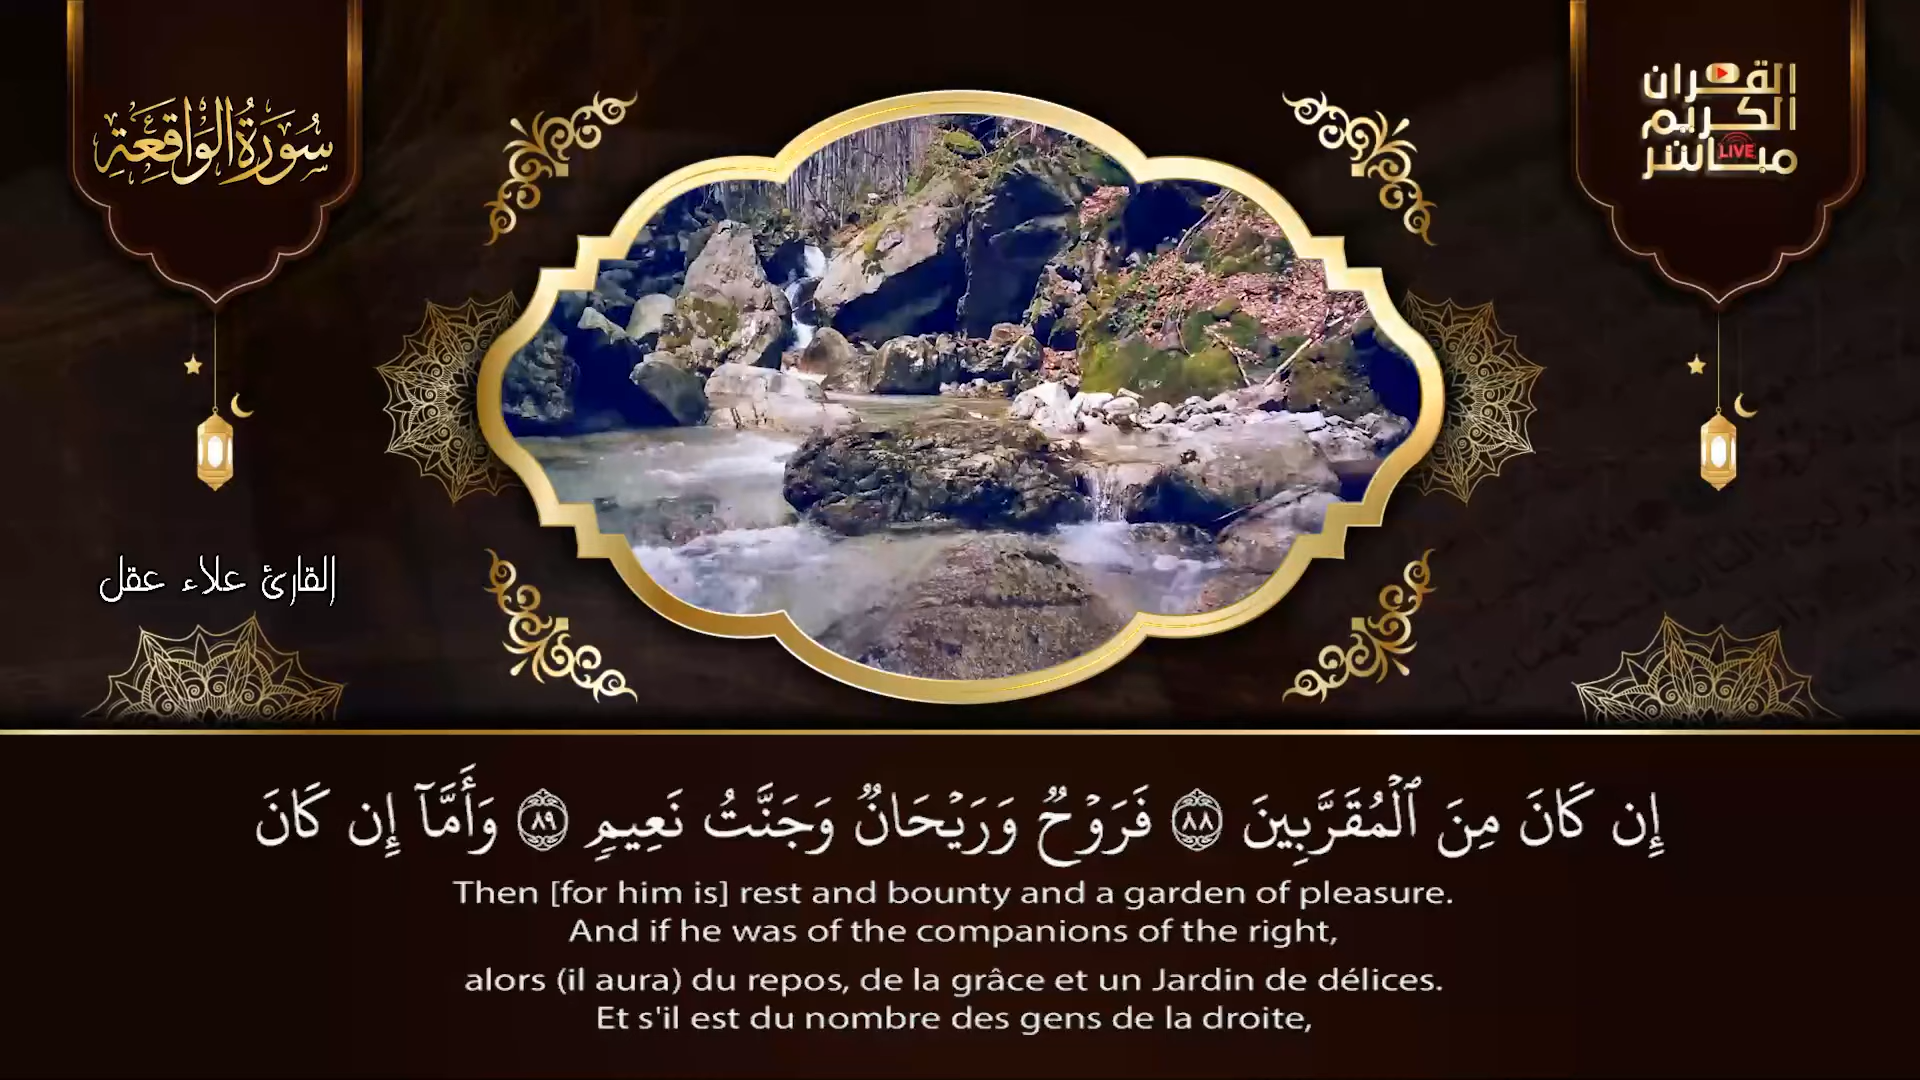 سُورَةُ الوَاقِعَةِ
القرآن
الكريم
مباشر
LIVE
القارئ علاء عقل
إِن كَانَ مِنَ ٱلْمُقَرَّبِينَ ٨٨ فَرَوْحٌ وَرَيْحَانٌ وَجَنَّتُ نَعِيمٍ ٨٩ وَأَمَّآ إِن كَانَ
Then [for him is] rest and bounty and a garden of pleasure.
And if he was of the companions of the right,
alors (il aura) du repos, de la grâce et un Jardin de délices.
Et s'il est du nombre des gens de la droite,